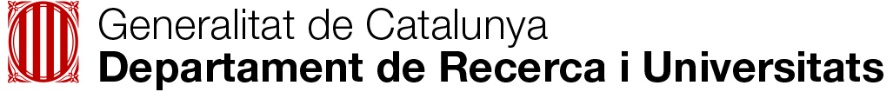 Generalitat de Catalunya
Departament de Recerca i Universitats